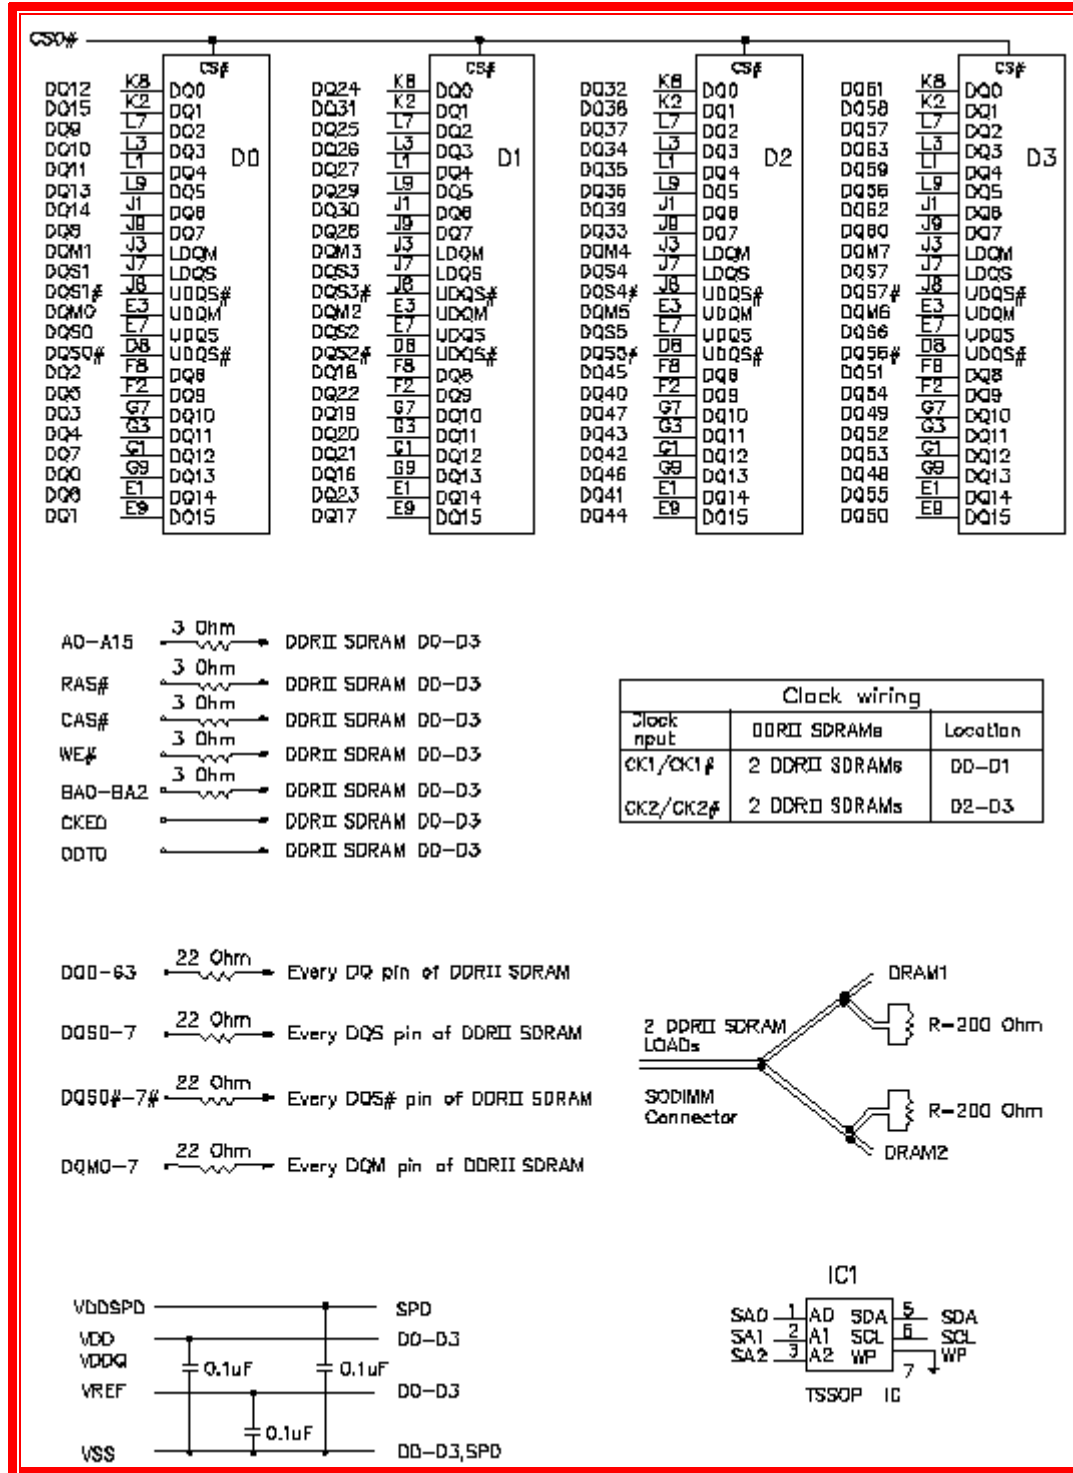 CS0#
CS# CS# CS# CS#
DQ12 K8 DQ0 DQ24 K8 DQ0 DQ32 K8 DQ0 DQ61 K8 DQ0
DQ15 K2 DQ1 DQ31 K2 DQ1 DQ38 K2 DQ1 DQ58 K2 DQ1
DQ9 L7 DQ2 DQ25 L7 DQ2 DQ37 L7 DQ2 DQ57 L7 DQ2
DQ10 L3 DQ3 D0 DQ26 L3 DQ3 D1 DQ34 L3 DQ3 D2 DQ63 L3 DQ3 D3
DQ11 L1 DQ4 DQ27 L1 DQ4 DQ35 L1 DQ4 DQ59 L1 DQ4
DQ13 L9 DQ5 DQ29 L9 DQ5 DQ36 L9 DQ5 DQ56 L9 DQ5
DQ14 J1 DQ6 DQ30 J1 DQ6 DQ39 J1 DQ6 DQ62 J1 DQ6
DQ8 J9 DQ7 DQ28 J9 DQ7 DQ33 J9 DQ7 DQ60 J9 DQ7
DQM1 J3 LDQM DQM3 J3 LDQM DQM4 J3 LDQM DQM7 J3 LDQM
DQS1 J7 LDQS DQS3 J7 LDQS DQS4 J7 LDQS DQS7 J7 LDQS
DQS1# J8 UDQS# DQS3# J8 UDQS# DQS4# J8 UDQS# DQS7# J8 UDQS#
DQM0 E3 UDQM DQM2 E3 UDQM DQM5 E3 UDQM DQM6 E3 UDQM
DQS0 E7 UDQS DQS2 E7 UDQS DQS5 E7 UDQS DQS6 E7 UDQS
DQS0# D8 UDQS# DQS2# D8 UDQS# DQS5# D8 UDQS# DQS6# D8 UDQS#
DQ2 F8 DQ8 DQ18 F8 DQ8 DQ45 F8 DQ8 DQ51 F8 DQ8
F2 DQ9 DQ22 F2 DQ9 DQ40 F2 DQ9 DQ54 F2 DQ9
DQ3 G7 DQ10 DQ19 G7 DQ10 DQ47 G7 DQ10 DQ49 G7 DQ10
DQ4 G3 DQ11 DQ20 G3 DQ11 DQ43 G3 DQ11 DQ52 G3 DQ11
DQ7 G1 DQ12 DQ21 G1 DQ12 DQ42 G1 DQ12 DQ53 G1 DQ12
DQ0 G9 DQ13 DQ16 G9 DQ13 DQ46 G9 DQ13 DQ48 G9 DQ13
E1 DQ14 DQ23 E1 DQ14 DQ41 E1 DQ14 DQ55 E1 DQ14
DQ1 E9 DQ15 DQ17 E9 DQ15 DQ44 E9 DQ15 DQ50 E9 DQ15
A0-A15 3 Ohm DDRII SDRAM D0-D3
RAS# 3 Ohm DDRII SDRAM D0-D3
CAS# 3 Ohm DDRII SDRAM D0-D3
WE# 3 Ohm DDRII SDRAM D0-D3
BA0-BA2 3 Ohm DDRII SDRAM D0-D3
CKE0 DDRII SDRAM D0-D3
ODT0 DDRII SDRAM D0-D3
Clock wiring
Clock
nput DDRII SDRAMs Location
CK1/CK1# 2 DDRII SDRAMs D0-D1
CK2/CK2# 2 DDRII SDRAMs D2-D3
DQ0-63 22 Ohm Every DQ pin of DDRII SDRAM
DQS0-7 22 Ohm Every DQS pin of DDRII SDRAM
DQS0#-7# 22 Ohm Every DQS# pin of DDRII SDRAM
DQM0-7 22 Ohm Every DQM pin of DDRII SDRAM
DRAM1
R-200 Ohm
2 DDRII SDRAM
LOADs
SODIMM
Connector
R-200 Ohm
DRAM2
VDDSPD SPD
VDD D0-D3
VDDQ
0.1uF 0.1uF
VREF D0-D3
0.1uF
VSS D0-D3,SPD
IC1
SA0 1 A0 SDA 5 SDA
SA1 2 A1 SCL 6 SCL
SA2 3 A2 WP WP
7
TSSOP IC